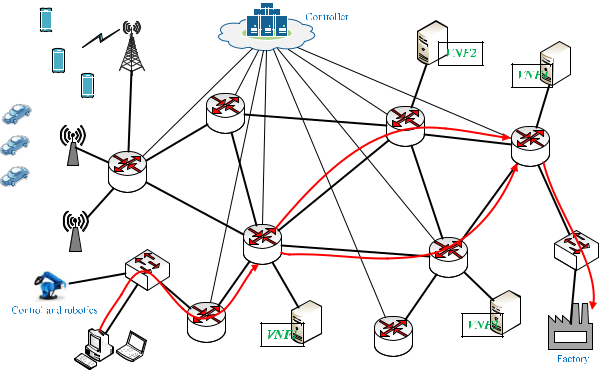 Controller
VNF2
VNF
Control and robotics
VNF
VNF
Factory